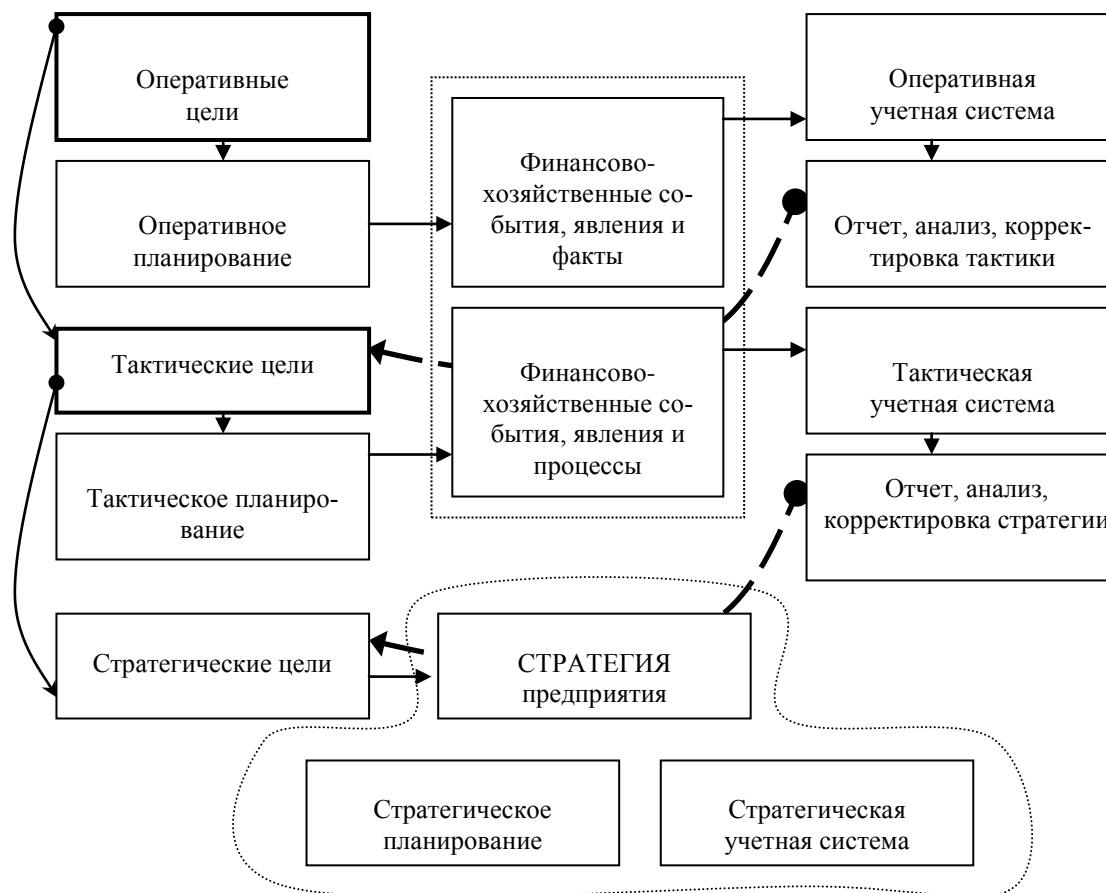 Оперативные
цели
Оперативное
планирование
Тактические цели
Тактическое планиро-
вание
Стратегические цели
Финансово-
хозяйственные со-
бытия, явления и
факты
Финансово-
хозяйственные со-
бытия, явления и
процессы
СТРАТЕГИЯ
предприятия
Оперативная
учетная система
Отчет, анализ, коррек-
тировка тактики
Тактическая
учетная система
Отчет, анализ,
корректировка стратегии
Стратегическое
планирование
Стратегическая
учетная система